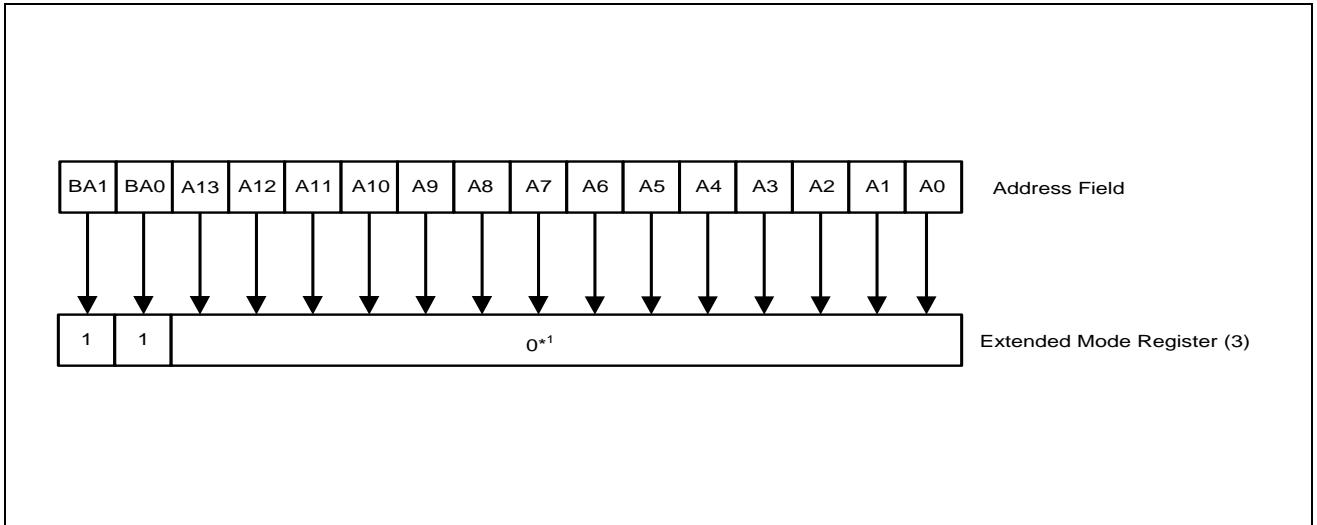 BA1 BA0 A13 A12 A11 A10 A9 A8 A7 A6 A5 A4 A3 A2 A1 A0 Address Field
1 1 0*1 Extended Mode Register (3)